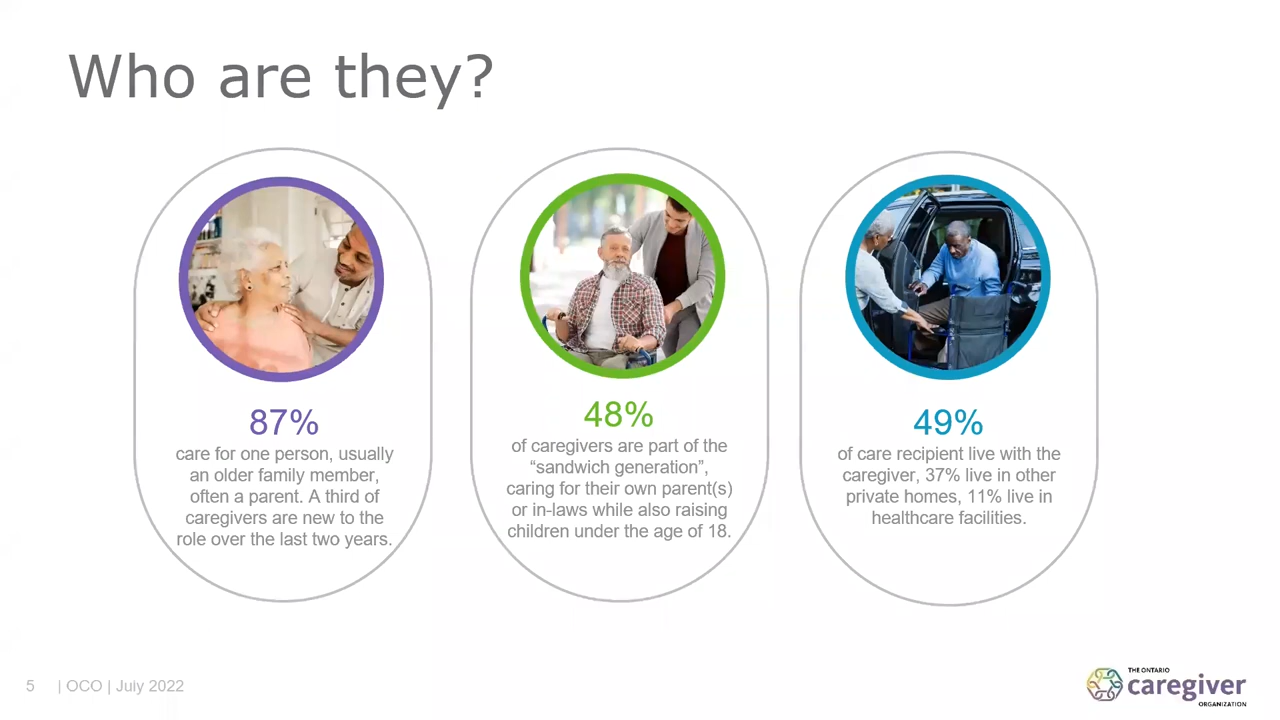 Who are they?
87%
care for one person, usually
an older family member,
often a parent. A third of
caregivers are new to the
role over the last two years.
48%
of caregivers are part of the
“sandwich generation”,
caring for their own parent(s)
or in-laws while also raising
children under the age of 18.
49%
of care recipient live with the
caregiver, 37% live in other
private homes, 11% live in
healthcare facilities.
5 | OCO | July 2022
THE ONTARIO
caregiver
ORGANIZATION